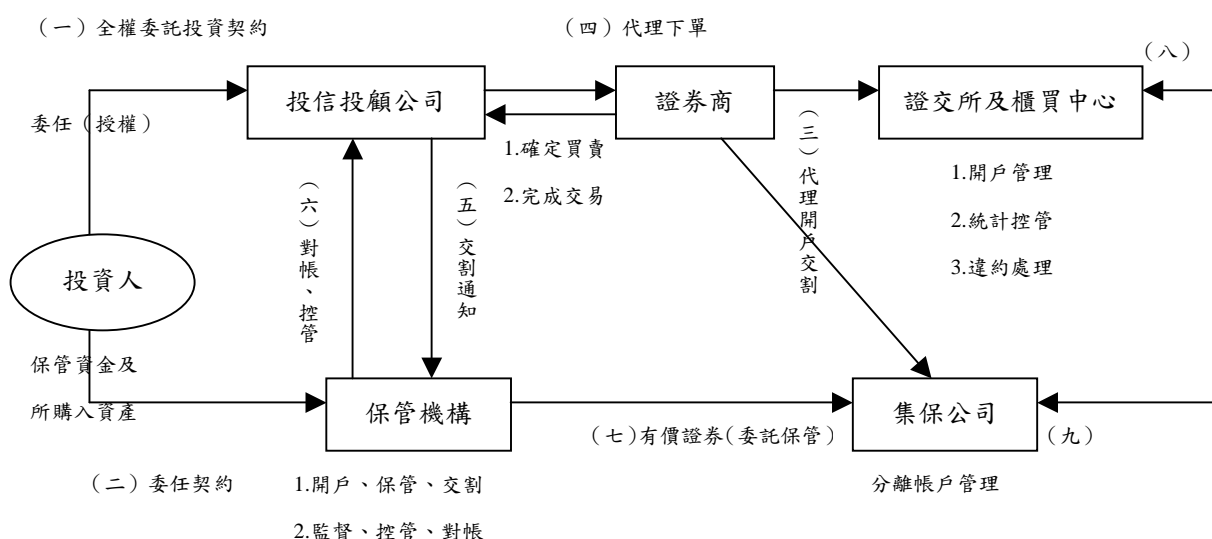 (一)全權委託投資契約
(四)代理下單
(八)
投信投顧公司
證券商
證交所及櫃買中心
委任(授權)
1.確定買賣
2.完成交易
(三)代理開戶交割
1.開戶管理
2.統計控管
3.違約處理
(六)對帳、控管
(五)交割通知
投資人
保管資金及
所購入資產
保管機構
集保公司
(七)有價證券(委託保管)
(九)
(二)委任契約
1.開戶、保管、交割
2.監督、控管、對帳
分離帳戶管理